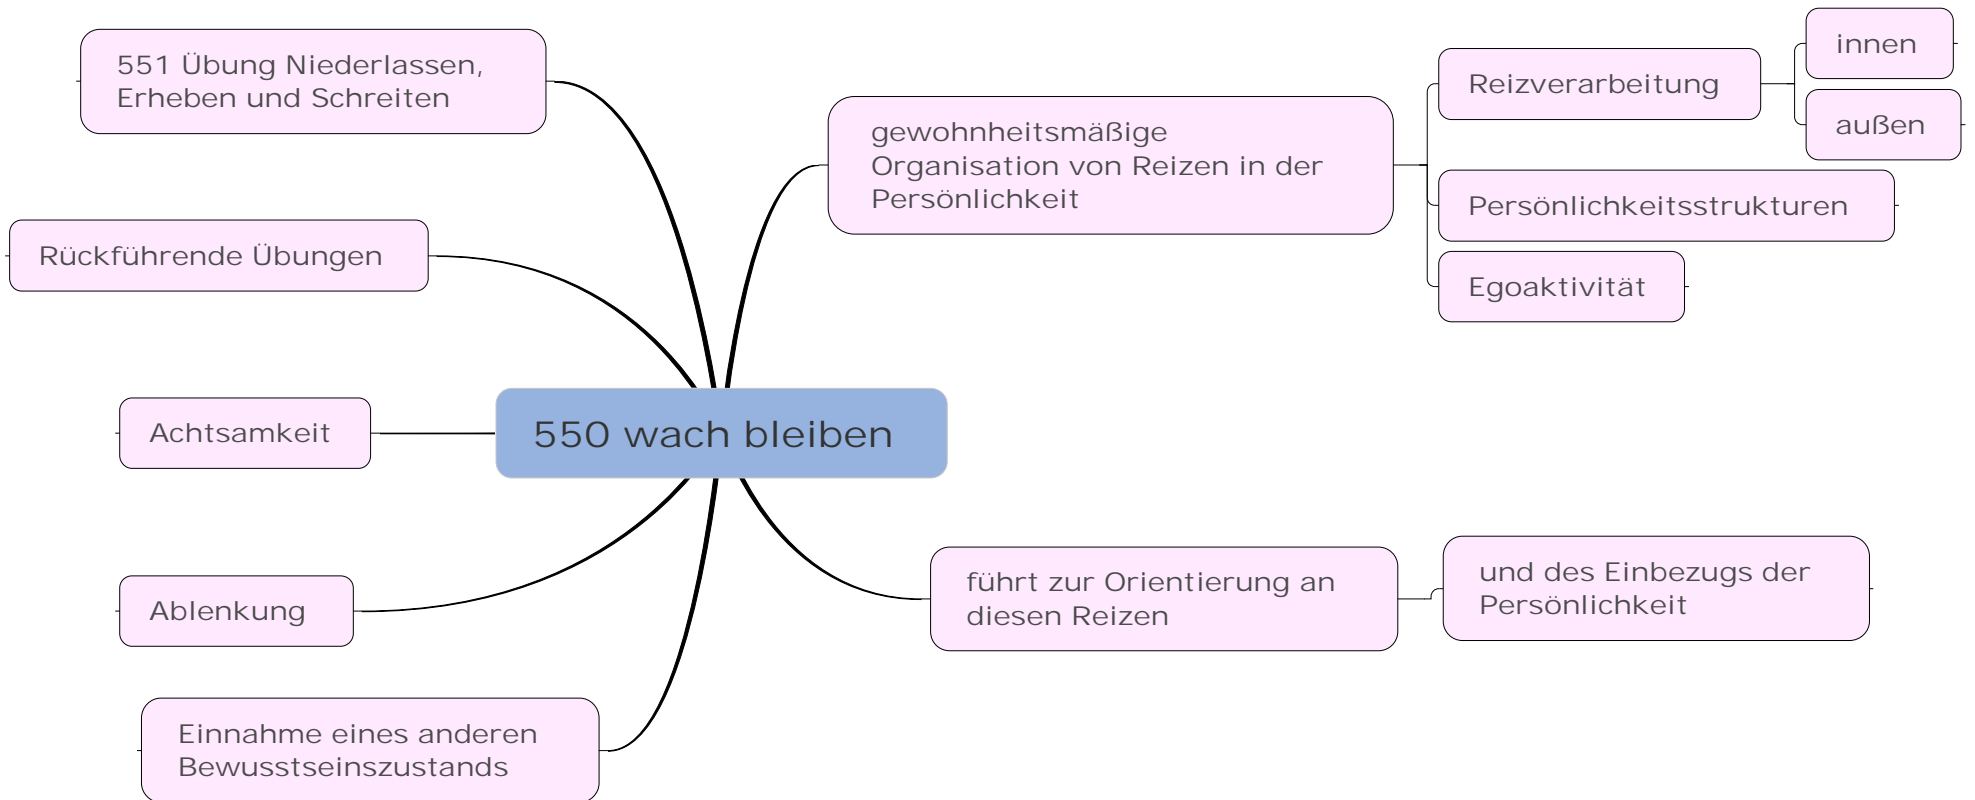 551 Übung Niederlassen,
Erheben und Schreiten
Rückführende Übungen
Achtsamkeit
Ablenkung
Einnahme eines anderen
Bewusstseinszustands
550 wach bleiben
gewohnheitsmäßige
Organisation von Reizen in der
Persönlichkeit
Reizverarbeitung
innen
außen
Persönlichkeitsstrukturen
Egoaktivität
führt zur Orientierung an
diesen Reizen
und des Einbezugs der
Persönlichkeit